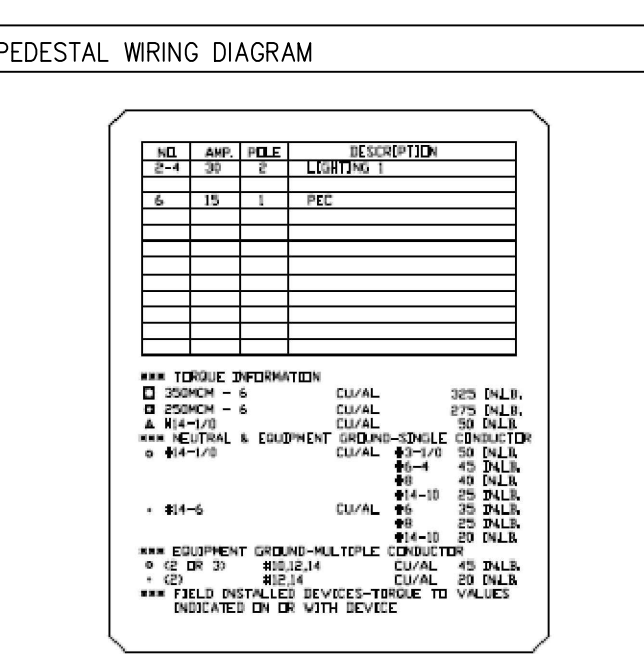 PEDESTAL WIRING DIAGRAM
NO. AMP. POLE DESCRIPTION
2-4 30 2 LIGHTING 1
6 15 1 PEC
*** TORQUE INFORMATION
350MCM - 6 CU/AL 325 IN.LB.
250MCM - 6 CU/AL 275 IN.LB.
#14-1/0 CU/AL 50 IN.LB.
*** NEUTRAL & EQUIPMENT GROUND-SINGLE CONDUCTOR
#14-1/0 CU/AL #3-1/0 50 IN.LB.
#6-4 45 IN.LB.
#8 40 IN.LB.
#14-10 25 IN.LB.
#14-6 CU/AL #6 35 IN.LB.
#8 25 IN.LB.
#14-10 20 IN.LB.
*** EQUIPMENT GROUND-MULTIPLE CONDUCTOR
(2 OR 3) #10,12,14 CU/AL 45 IN.LB.
(2) #12,14 CU/AL 20 IN.LB.
*** FIELD INSTALLED DEVICES-TORQUE TO VALUES
INDICATED ON OR WITH DEVICE